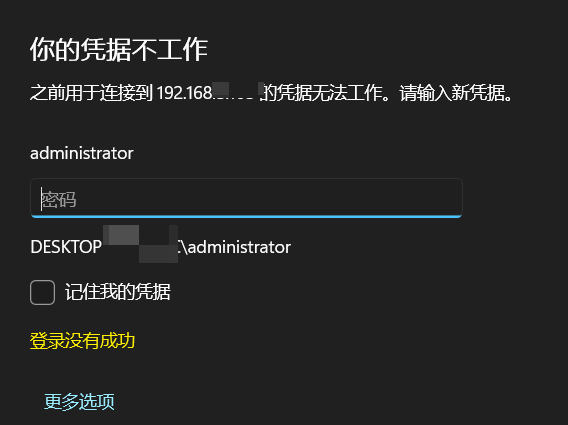 你的凭据不工作
之前用于连接到 192.168. 的凭据无法工作。请输入新凭据。
administrator
密码
DESKTOP \administrator
记住我的凭据
登录没有成功
更多选项